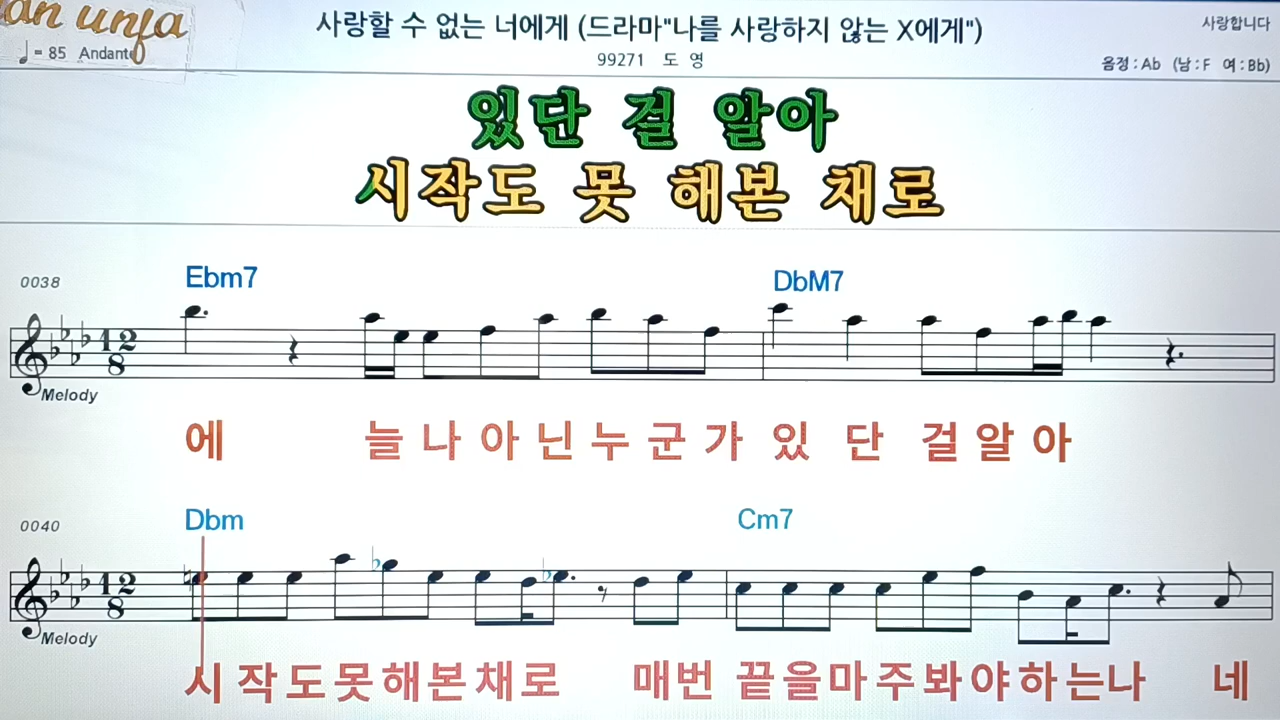 an unfa
♩= 85 Andante
사랑할 수 없는 너에게 (드라마"나를 사랑하지 않는 X에게")
99271 도 영
사랑합니다
음정 : Ab (남 : F 여 : Bb)
있단 걸 알아
시작도 못 해본 채로
0038
Ebm7 DbM7
12
8
Melody
에 늘 나 아 닌 누 군 가 있 단 걸 알 아
0040
Dbm Cm7
12
8
Melody
시 작 도 못 해 본 채 로 매 번 끝 을 마 주 봐 야 하 는 나 네